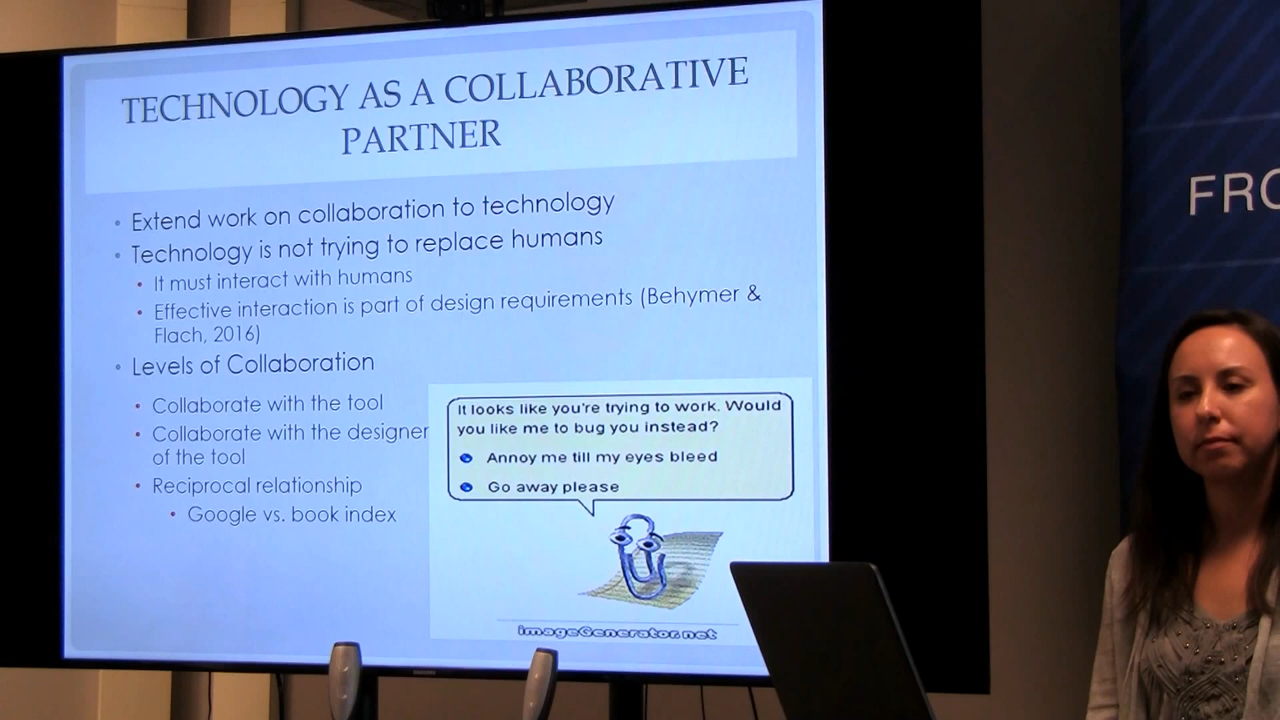 TECHNOLOGY AS A COLLABORATIVE
PARTNER
• Extend work on collaboration to technology
• Technology is not trying to replace humans
• It must interact with humans
• Effective interaction is part of design requirements (Behymer &
Flach, 2016)
• Levels of Collaboration
• Collaborate with the tool
• Collaborate with the designer
of the tool
• Reciprocal relationship
• Google vs. book index
It looks like you're trying to work. Would
you like me to bug you instead?
Annoy me till my eyes bleed
Go away please
imageGenerator.net
FRO